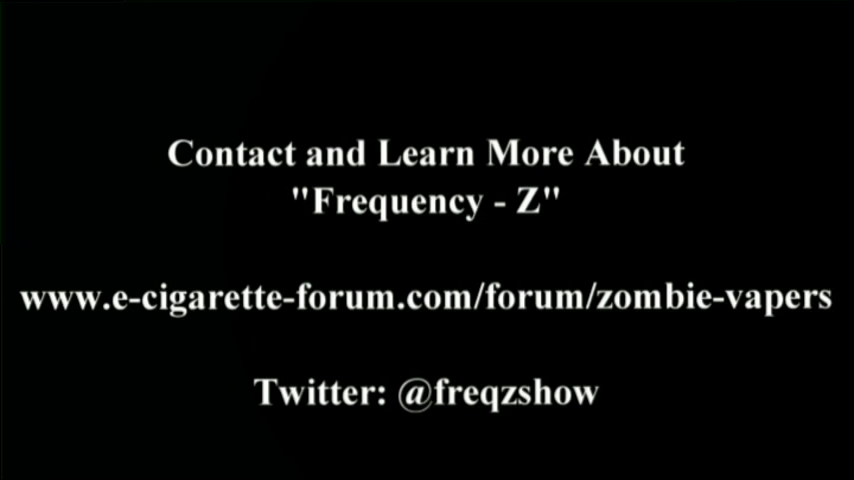 Contact and Learn More About
"Frequency - Z"
www.e-cigarette-forum.com/forum/zombie-vapers
Twitter: @freqzshow